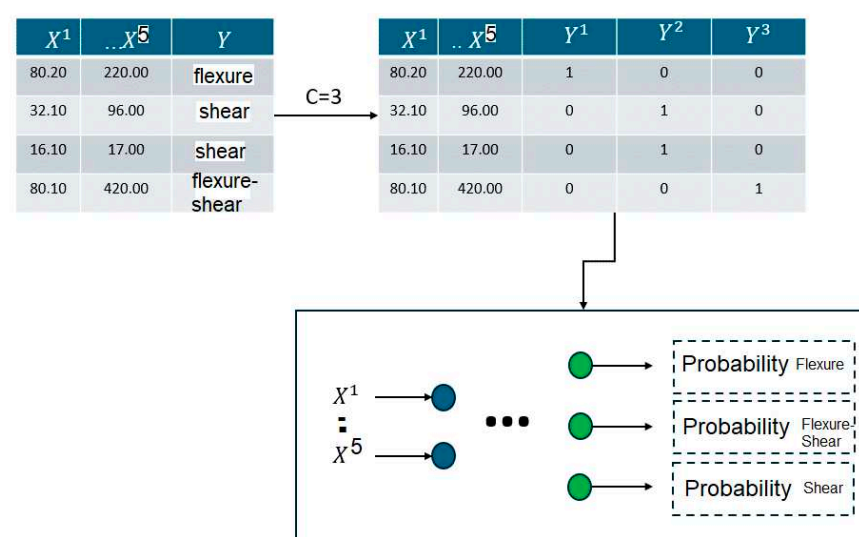 X¹ ...X⁵ Y
80.20 220.00 flexure
32.10 96.00 shear
16.10 17.00 shear
80.10 420.00 flexure-
shear
C=3
X¹ .. X⁵ Y¹ Y² Y³
80.20 220.00 1 0 0
32.10 96.00 0 1 0
16.10 17.00 0 1 0
80.10 420.00 0 0 1
X¹
:
X⁵
...
Probability Flexure
Probability Flexure-
Shear
Probability Shear